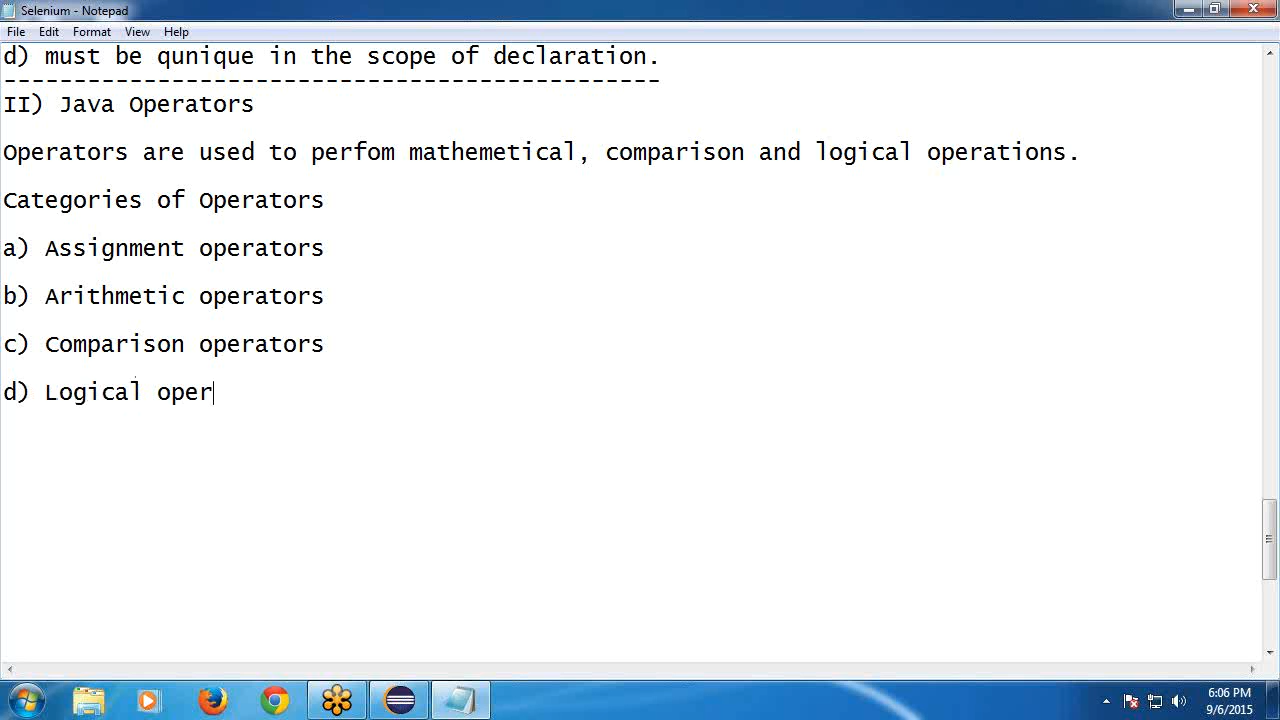 Selenium - Notepad
File Edit Format View Help
d) must be qunique in the scope of declaration.
-----------------------------------------------
II) Java Operators
Operators are used to perfom mathemetical, comparison and logical operations.
Categories of Operators
a) Assignment operators
b) Arithmetic operators
c) Comparison operators
d) Logical oper
6:06 PM
9/6/2015